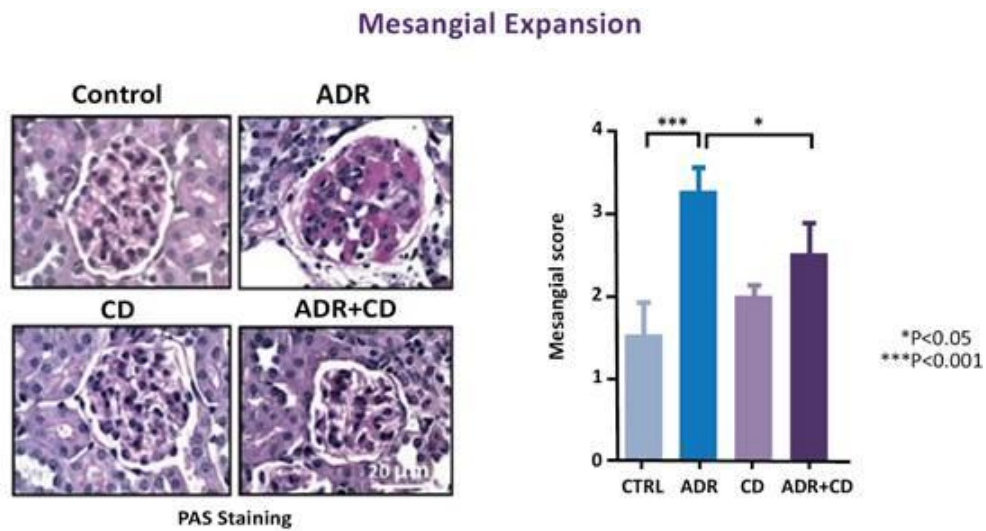 Mesangial Expansion
Control
ADR
CD
ADR+CD
20 µm
PAS Staining
Mesangial score
4
3
2
1
0
***
*
CTRL
ADR
CD
ADR+CD
*P<0.05
***P<0.001